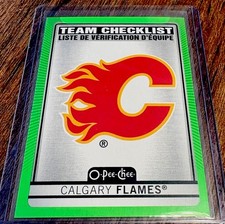 TEAM CHECKLIST
LISTE DE VÉRIFICATION D'ÉQUIPE
C
®
O-Pee-Chee
CALGARY FLAMES®